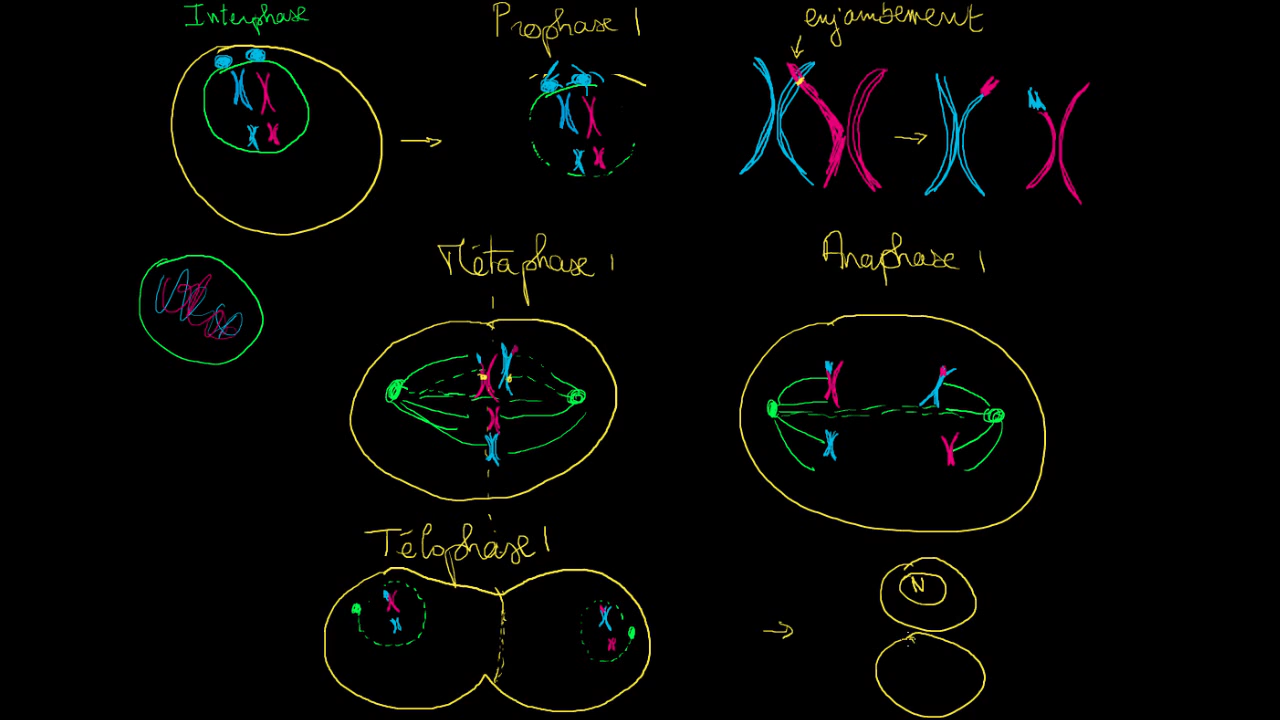 Interphase
Prophase 1
enjambement
Métaphase 1
Anaphase 1
Télophase 1
N